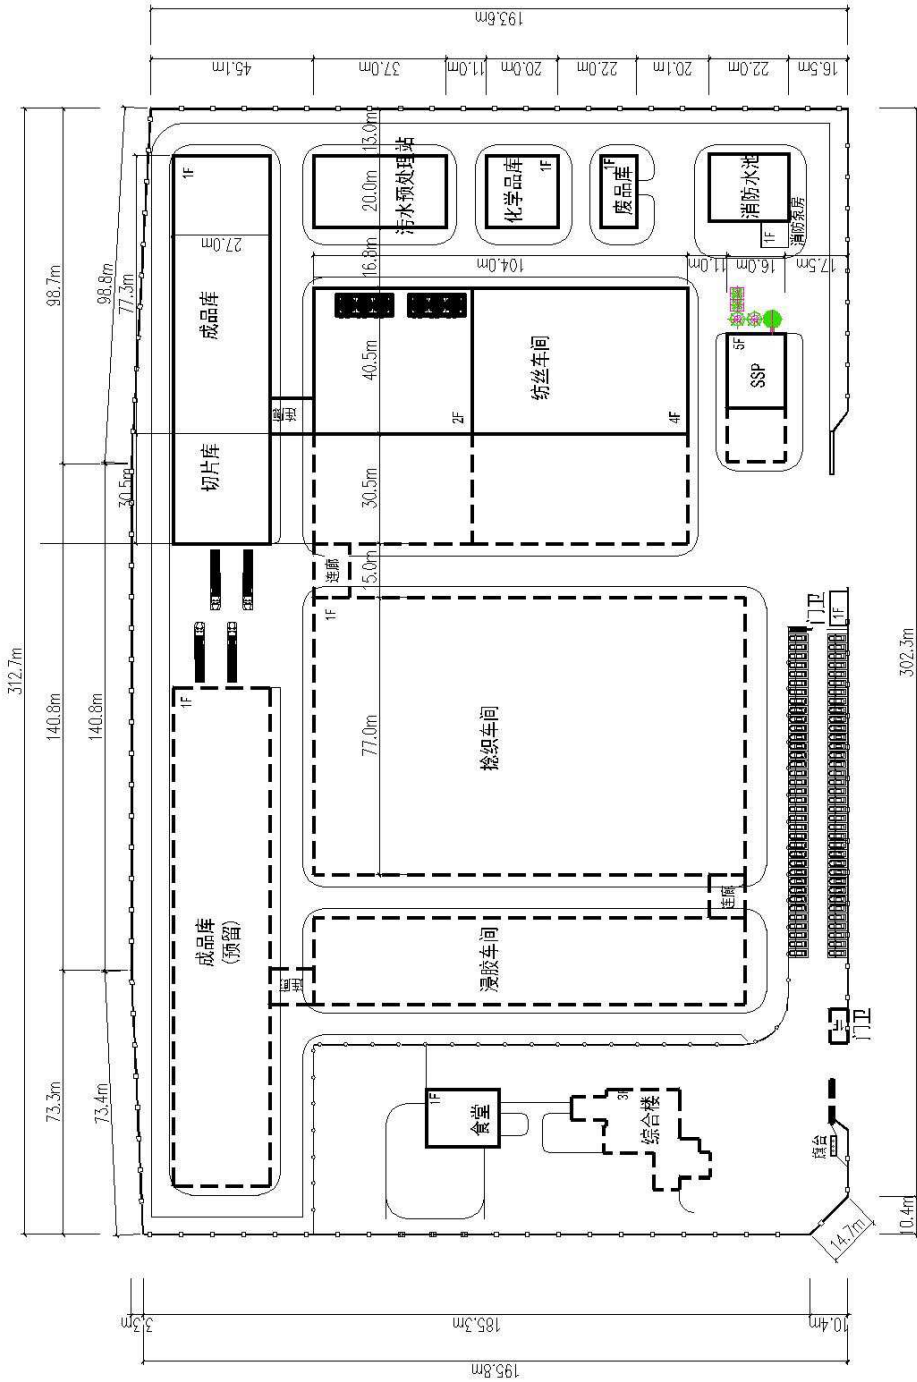 193.6m
45.1m
37.0m
11.0m
20.0m
22.0m
20.1m
22.0m
16.5m
312.7m
98.7m
98.8m
77.3m
30.5m
140.8m
140.8m
73.3m
73.4m
302.3m
1F
27.0m
成品库
切片库
13.0m
污水预处理站
20.0m
16.8m
化学品库
1F
废品库
1F
消防水池
1F
消防泵房
104.0m
11.0m
16.0m
17.5m
40.5m
纺丝车间
2F
4F
SSP
30.5m
连廊
15.0m
1F
1F
门卫
1F
77.0m
捻织车间
连廊
成品库
(预留)
浸胶车间
门卫
1F
食堂
综合楼
旗台
10.4m
14.7m
3.3m
185.3m
10.4m
195.8m